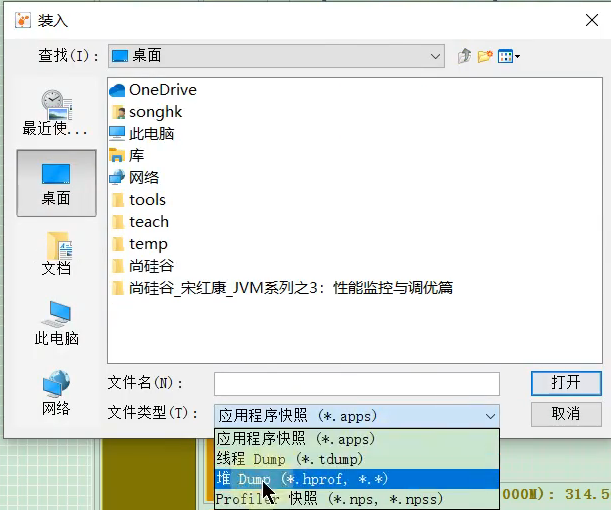 装入
查找(I): 桌面
OneDrive
songhk
此电脑
库
网络
tools
teach
temp
尚硅谷
尚硅谷_宋红康_JVM系列之3：性能监控与调优篇
最近使...
桌面
文档
此电脑
网络
文件名(N):
打开
文件类型(T): 应用程序快照 (*.apps)
取消
应用程序快照 (*.apps)
线程 Dump (*.tdump)
堆 Dump (*.hprof, *.*)
Profiler 快照 (*.nps, *.npss)
000M): 314.5